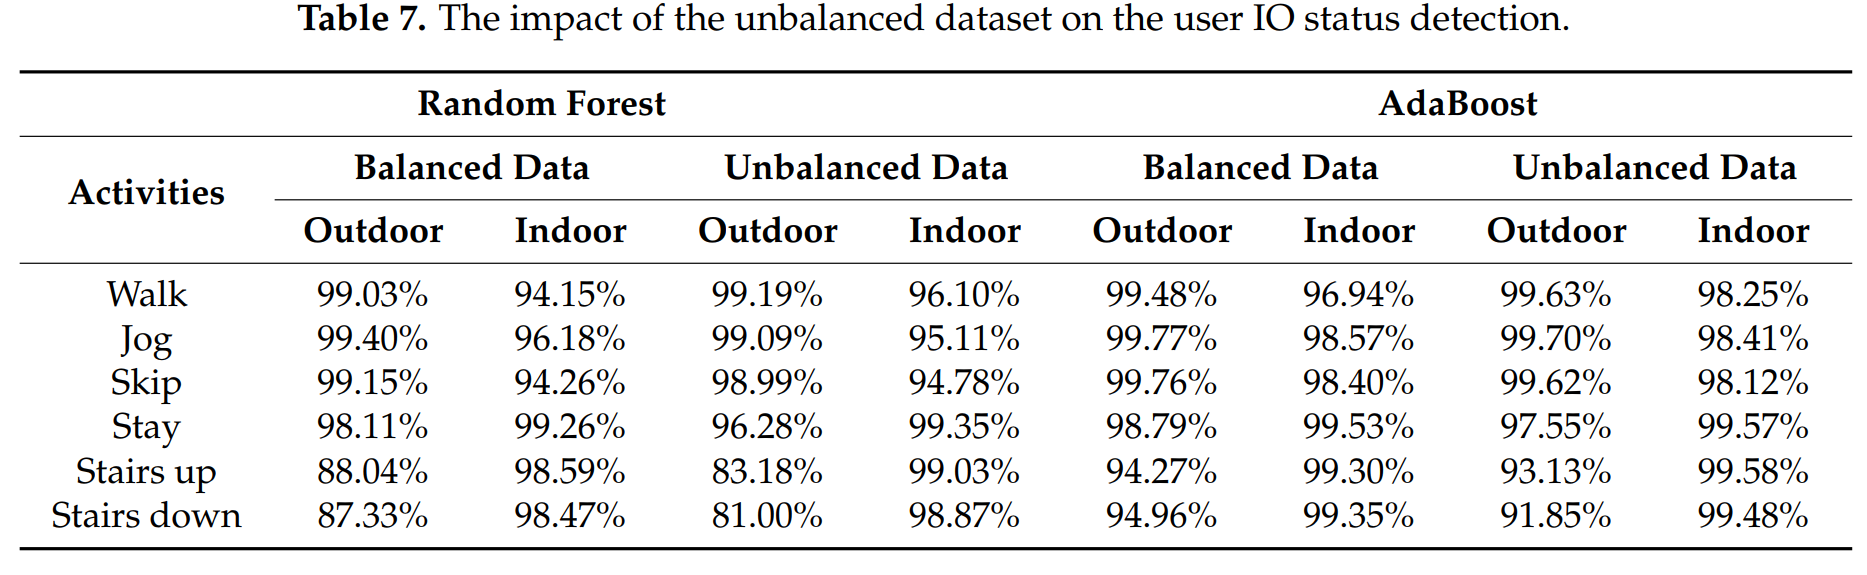 Table 7. The impact of the unbalanced dataset on the user IO status detection.
Random Forest AdaBoost
Activities Balanced Data Unbalanced Data Balanced Data Unbalanced Data
Outdoor Indoor Outdoor Indoor Outdoor Indoor Outdoor Indoor
Walk 99.03% 94.15% 99.19% 96.10% 99.48% 96.94% 99.63% 98.25%
Jog 99.40% 96.18% 99.09% 95.11% 99.77% 98.57% 99.70% 98.41%
Skip 99.15% 94.26% 98.99% 94.78% 99.76% 98.40% 99.62% 98.12%
Stay 98.11% 99.26% 96.28% 99.35% 98.79% 99.53% 97.55% 99.57%
Stairs up 88.04% 98.59% 83.18% 99.03% 94.27% 99.30% 93.13% 99.58%
Stairs down 87.33% 98.47% 81.00% 98.87% 94.96% 99.35% 91.85% 99.48%